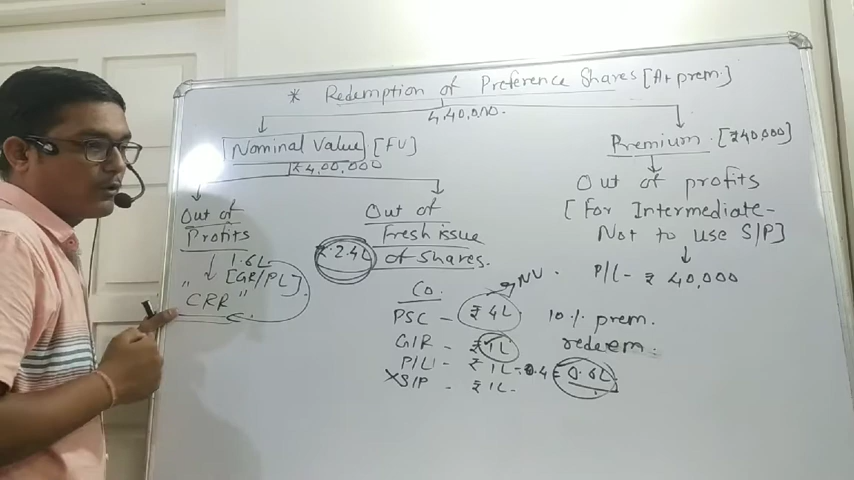 * Redemption of Preference Shares [At prem.]
4,40,000.
Nominal Value [FV]
₹4,00,000
Premium. [₹40,000]
Out of
Profits
1.6L
[GR/PL]
"CRR"
Out of
Fresh issue
of shares.
₹.2.4L
Out of profits
[For Intermediate-
Not to use S/P]
P/L- ₹ 40,000
Co.
PSC - ₹4L
NV.
10% prem.
redeem.
G/R - ₹1L
P/L - ₹1L-0.4 = 0.6L
×S/P - ₹1L-